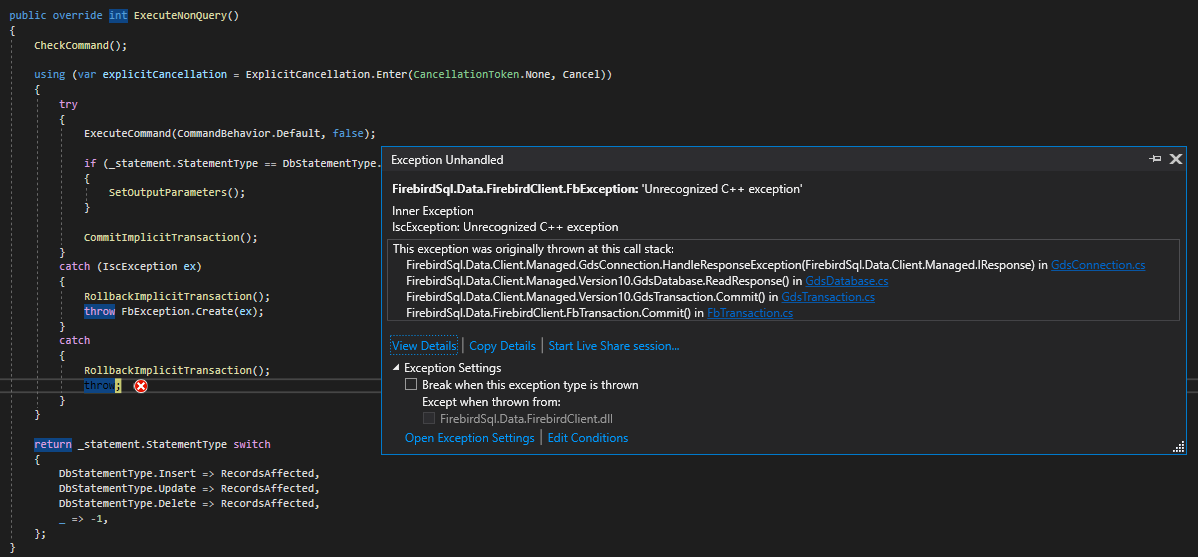 public override int ExecuteNonQuery()
{
CheckCommand();
using (var explicitCancellation = ExplicitCancellation.Enter(CancellationToken.None, Cancel))
{
try
{
ExecuteCommand(CommandBehavior.Default, false);
if (_statement.StatementType == DbStatementType.
{
SetOutputParameters();
}
CommitImplicitTransaction();
}
catch (IscException ex)
{
RollbackImplicitTransaction();
throw FbException.Create(ex);
}
catch
{
RollbackImplicitTransaction();
throw;
}
}
return _statement.StatementType switch
{
DbStatementType.Insert => RecordsAffected,
DbStatementType.Update => RecordsAffected,
DbStatementType.Delete => RecordsAffected,
_ => -1,
};
}
Exception Unhandled
FirebirdSql.Data.FirebirdClient.FbException: 'Unrecognized C++ exception'
Inner Exception
IscException: Unrecognized C++ exception
This exception was originally thrown at this call stack:
FirebirdSql.Data.Client.Managed.GdsConnection.HandleResponseException(FirebirdSql.Data.Client.Managed.IResponse) in GdsConnection.cs
FirebirdSql.Data.Client.Managed.Version10.GdsDatabase.ReadResponse() in GdsDatabase.cs
FirebirdSql.Data.Client.Managed.Version10.GdsTransaction.Commit() in GdsTransaction.cs
FirebirdSql.Data.FirebirdClient.FbTransaction.Commit() in FbTransaction.cs
View Details | Copy Details | Start Live Share session...
Exception Settings
Break when this exception type is thrown
Except when thrown from:
FirebirdSql.Data.FirebirdClient.dll
Open Exception Settings | Edit Conditions